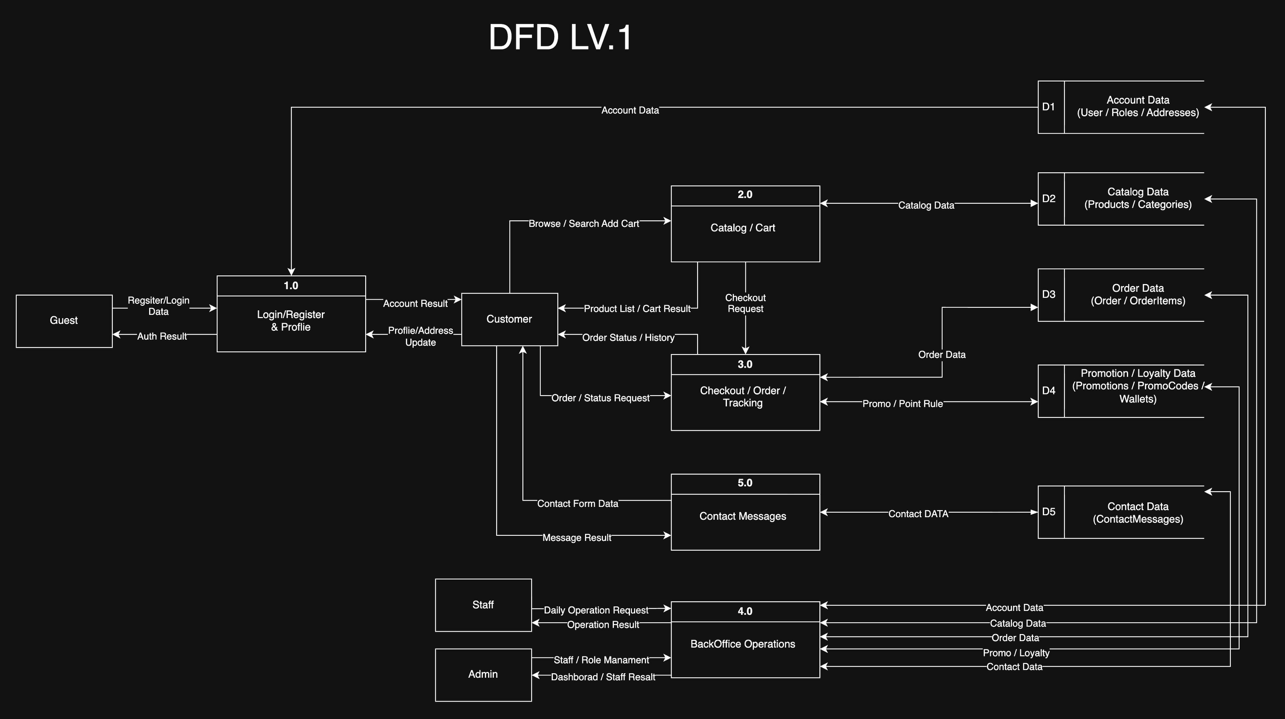 DFD LV.1
Account Data
D1
Account Data
(User / Roles / Addresses)
2.0
Catalog / Cart
Catalog Data
D2
Catalog Data
(Products / Categories)
Browse / Search Add Cart
1.0
Login/Register
& Proflie
Guest
Regsiter/Login
Data
Auth Result
Account Result
Proflie/Address
Update
Customer
Product List / Cart Result
Checkout
Request
Order Status / History
D3
Order Data
(Order / OrderItems)
Order Data
3.0
Checkout / Order /
Tracking
Order / Status Request
Promo / Point Rule
D4
Promotion / Loyalty Data
(Promotions / PromoCodes /
Wallets)
5.0
Contact Messages
Contact Form Data
Message Result
Contact DATA
D5
Contact Data
(ContactMessages)
Staff
Daily Operation Request
Operation Result
4.0
BackOffice Operations
Account Data
Catalog Data
Order Data
Promo / Loyalty
Contact Data
Admin
Staff / Role Manament
Dashborad / Staff Resalt